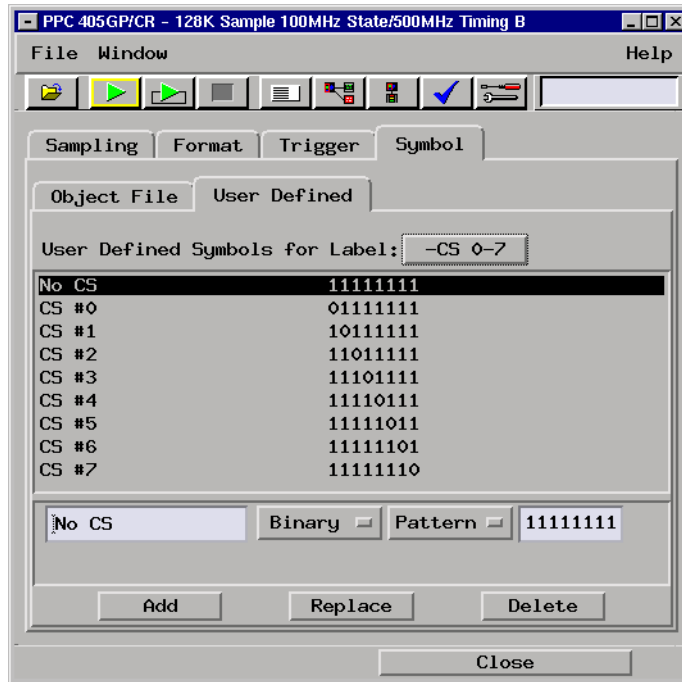 PPC 405GP/CR - 128K Sample 100MHz State/500MHz Timing B
File Window Help
Sampling Format Trigger Symbol
Object File User Defined
User Defined Symbols for Label: -CS 0-7
No CS 11111111
CS #0 01111111
CS #1 10111111
CS #2 11011111
CS #3 11101111
CS #4 11110111
CS #5 11111011
CS #6 11111101
CS #7 11111110
No CS Binary Pattern 11111111
Add Replace Delete
Close